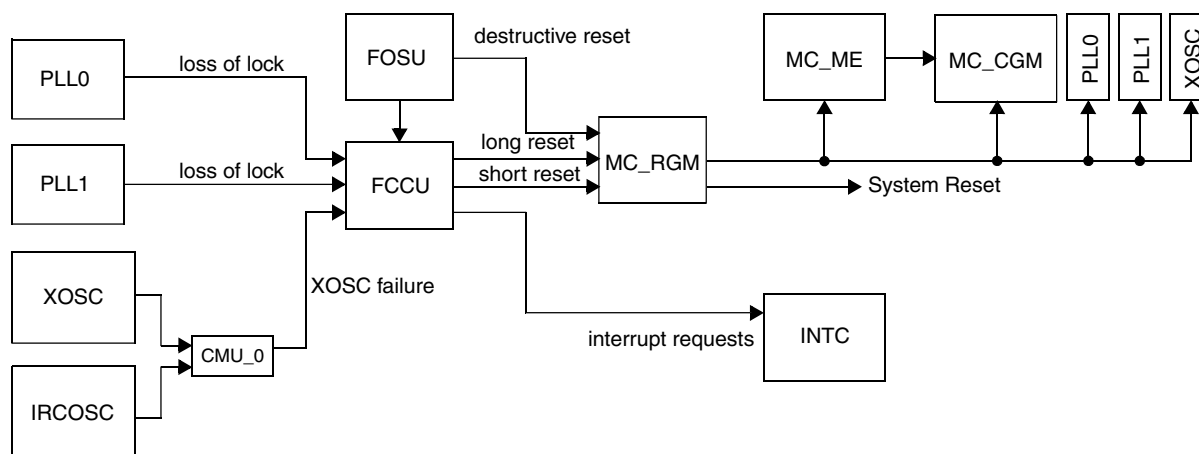 PLL0
loss of lock
PLL1
loss of lock
XOSC
IRCOSC
CMU_0
XOSC failure
FOSU
FCCU
destructive reset
long reset
short reset
MC_RGM
System Reset
interrupt requests
INTC
MC_ME
MC_CGM
PLL0
PLL1
XOSC